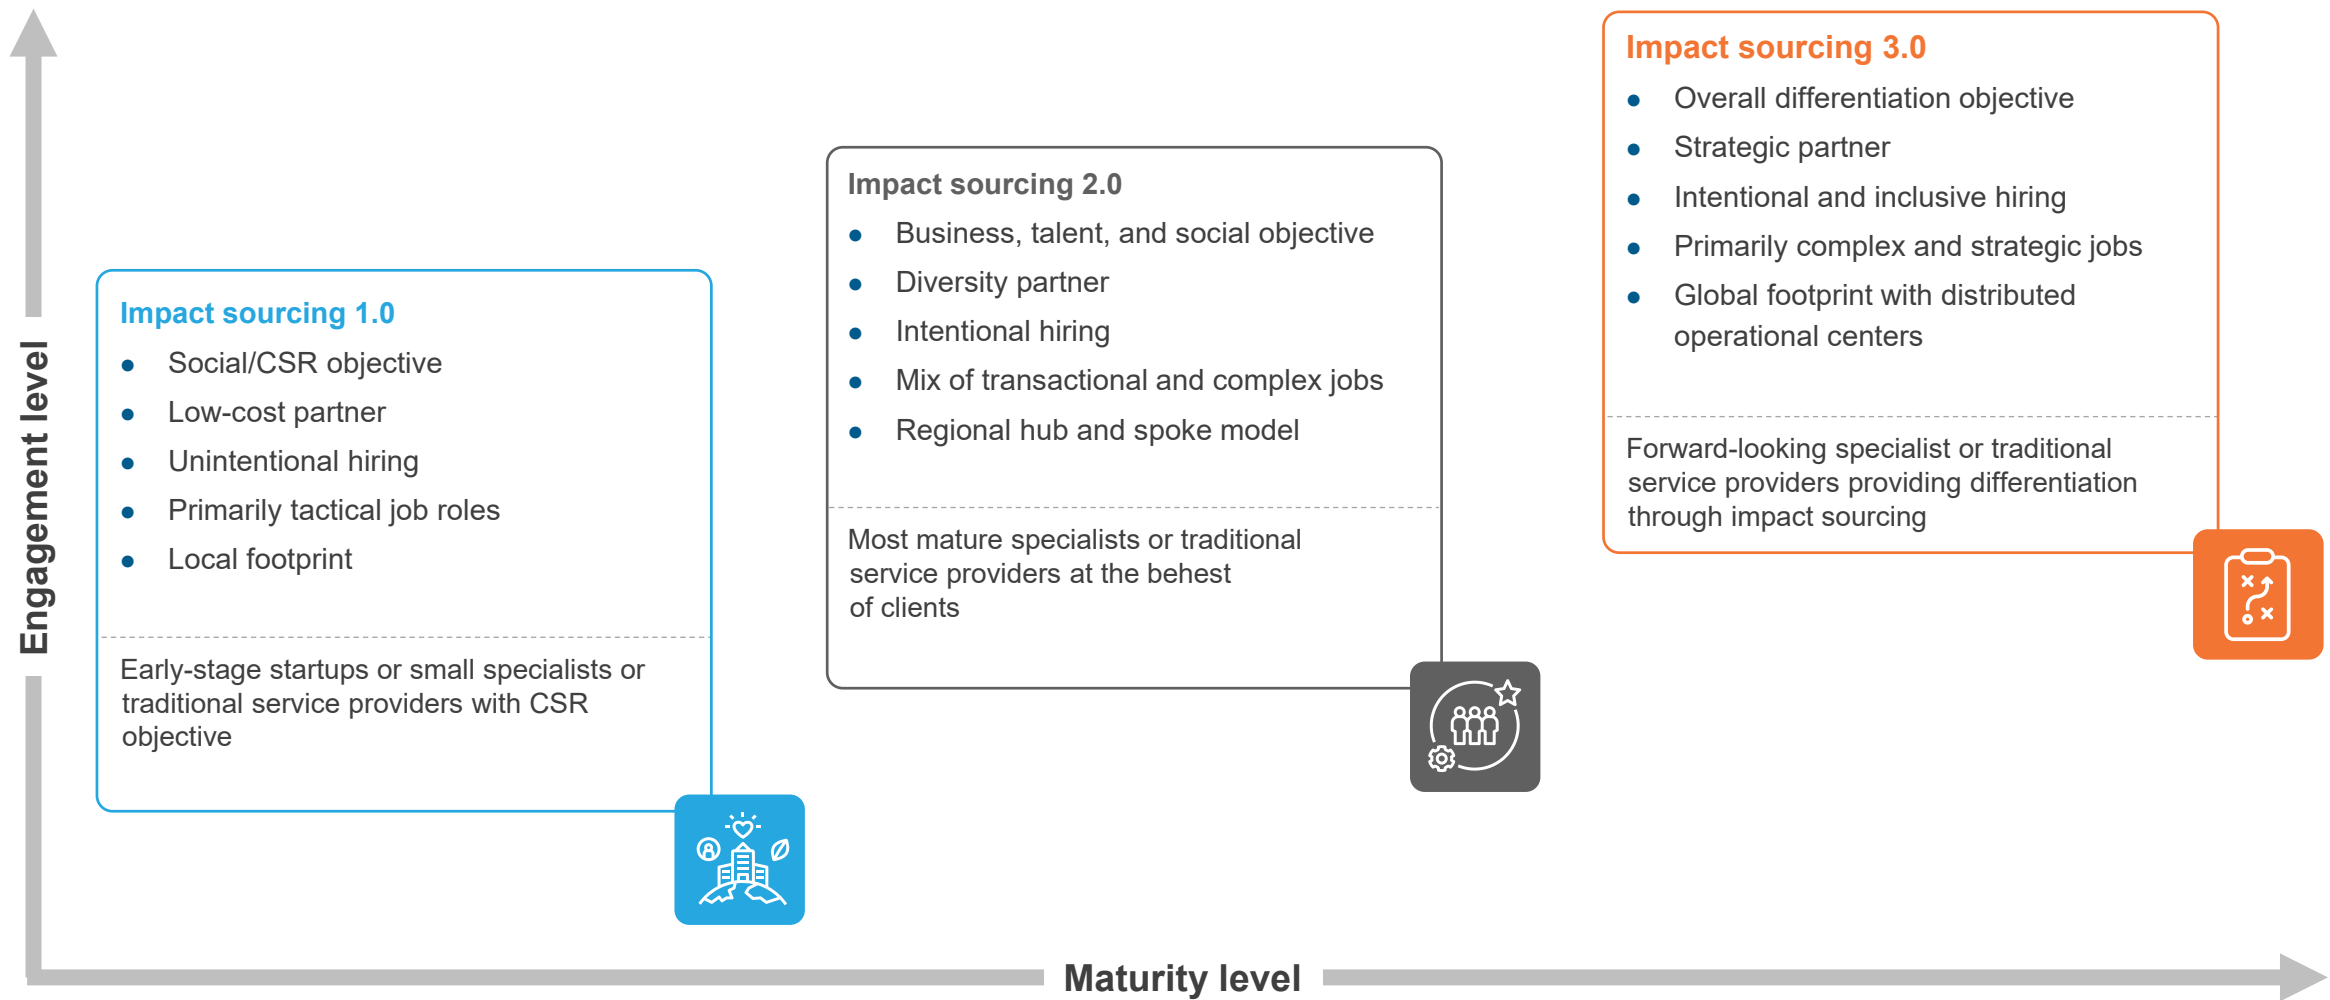 Engagement level
Impact sourcing 1.0
Social/CSR objective
Low-cost partner
Unintentional hiring
Primarily tactical job roles
Local footprint
Early-stage startups or small specialists or
traditional service providers with CSR
objective
Impact sourcing 2.0
Business, talent, and social objective
Diversity partner
Intentional hiring
Mix of transactional and complex jobs
Regional hub and spoke model
Most mature specialists or traditional
service providers at the behest
of clients
Impact sourcing 3.0
Overall differentiation objective
Strategic partner
Intentional and inclusive hiring
Primarily complex and strategic jobs
Global footprint with distributed
operational centers
Forward-looking specialist or traditional
service providers providing differentiation
through impact sourcing
Maturity level